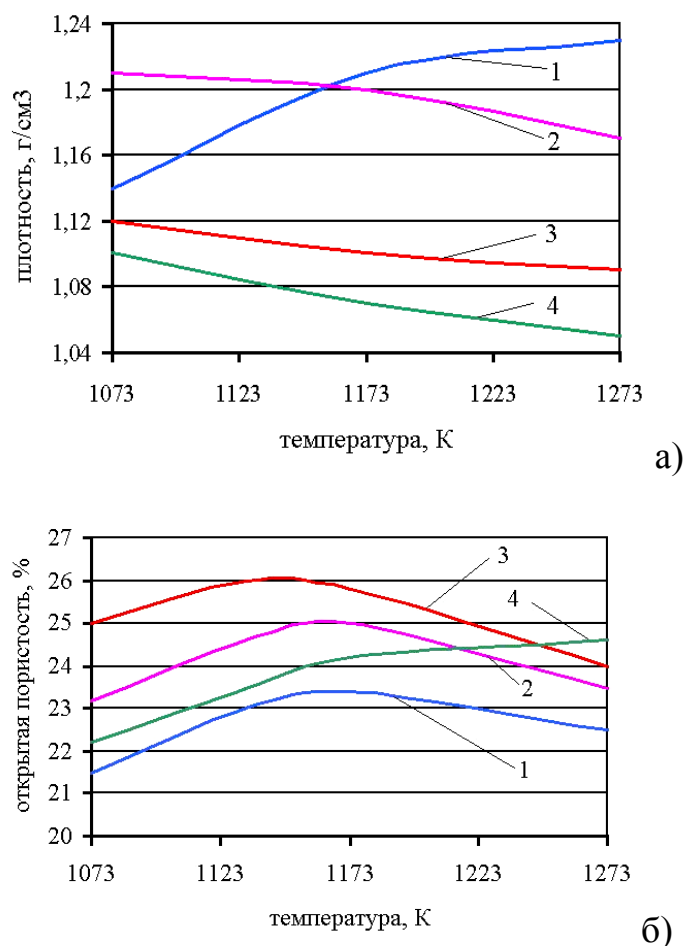 плотность, г/см3
1,24
1,2
1,16
1,12
1,08
1,04
1
2
3
4
1073 1123 1173 1223 1273
температура, К
а)
открытая пористость, %
27
26
25
24
23
22
21
20
3
4
2
1
1073 1123 1173 1223 1273
температура, К
б)